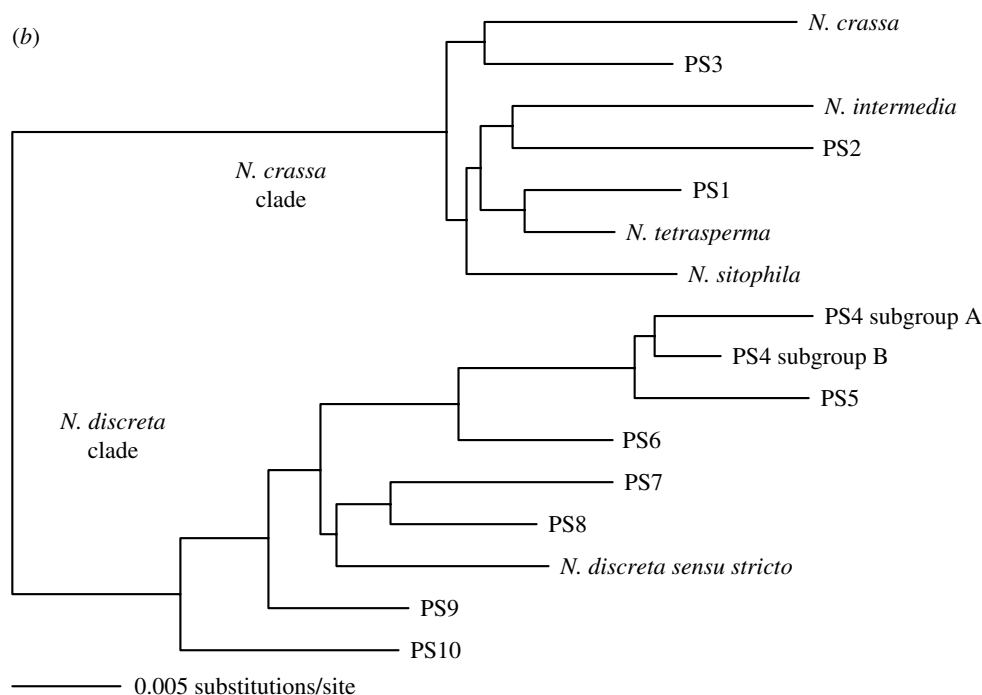 (b)
N. crassa
PS3
N. intermedia
PS2
N. crassa
clade
PS1
N. tetrasperma
N. sitophila
PS4 subgroup A
PS4 subgroup B
PS5
N. discreta
clade
PS6
PS7
PS8
N. discreta sensu stricto
PS9
PS10
0.005 substitutions/site